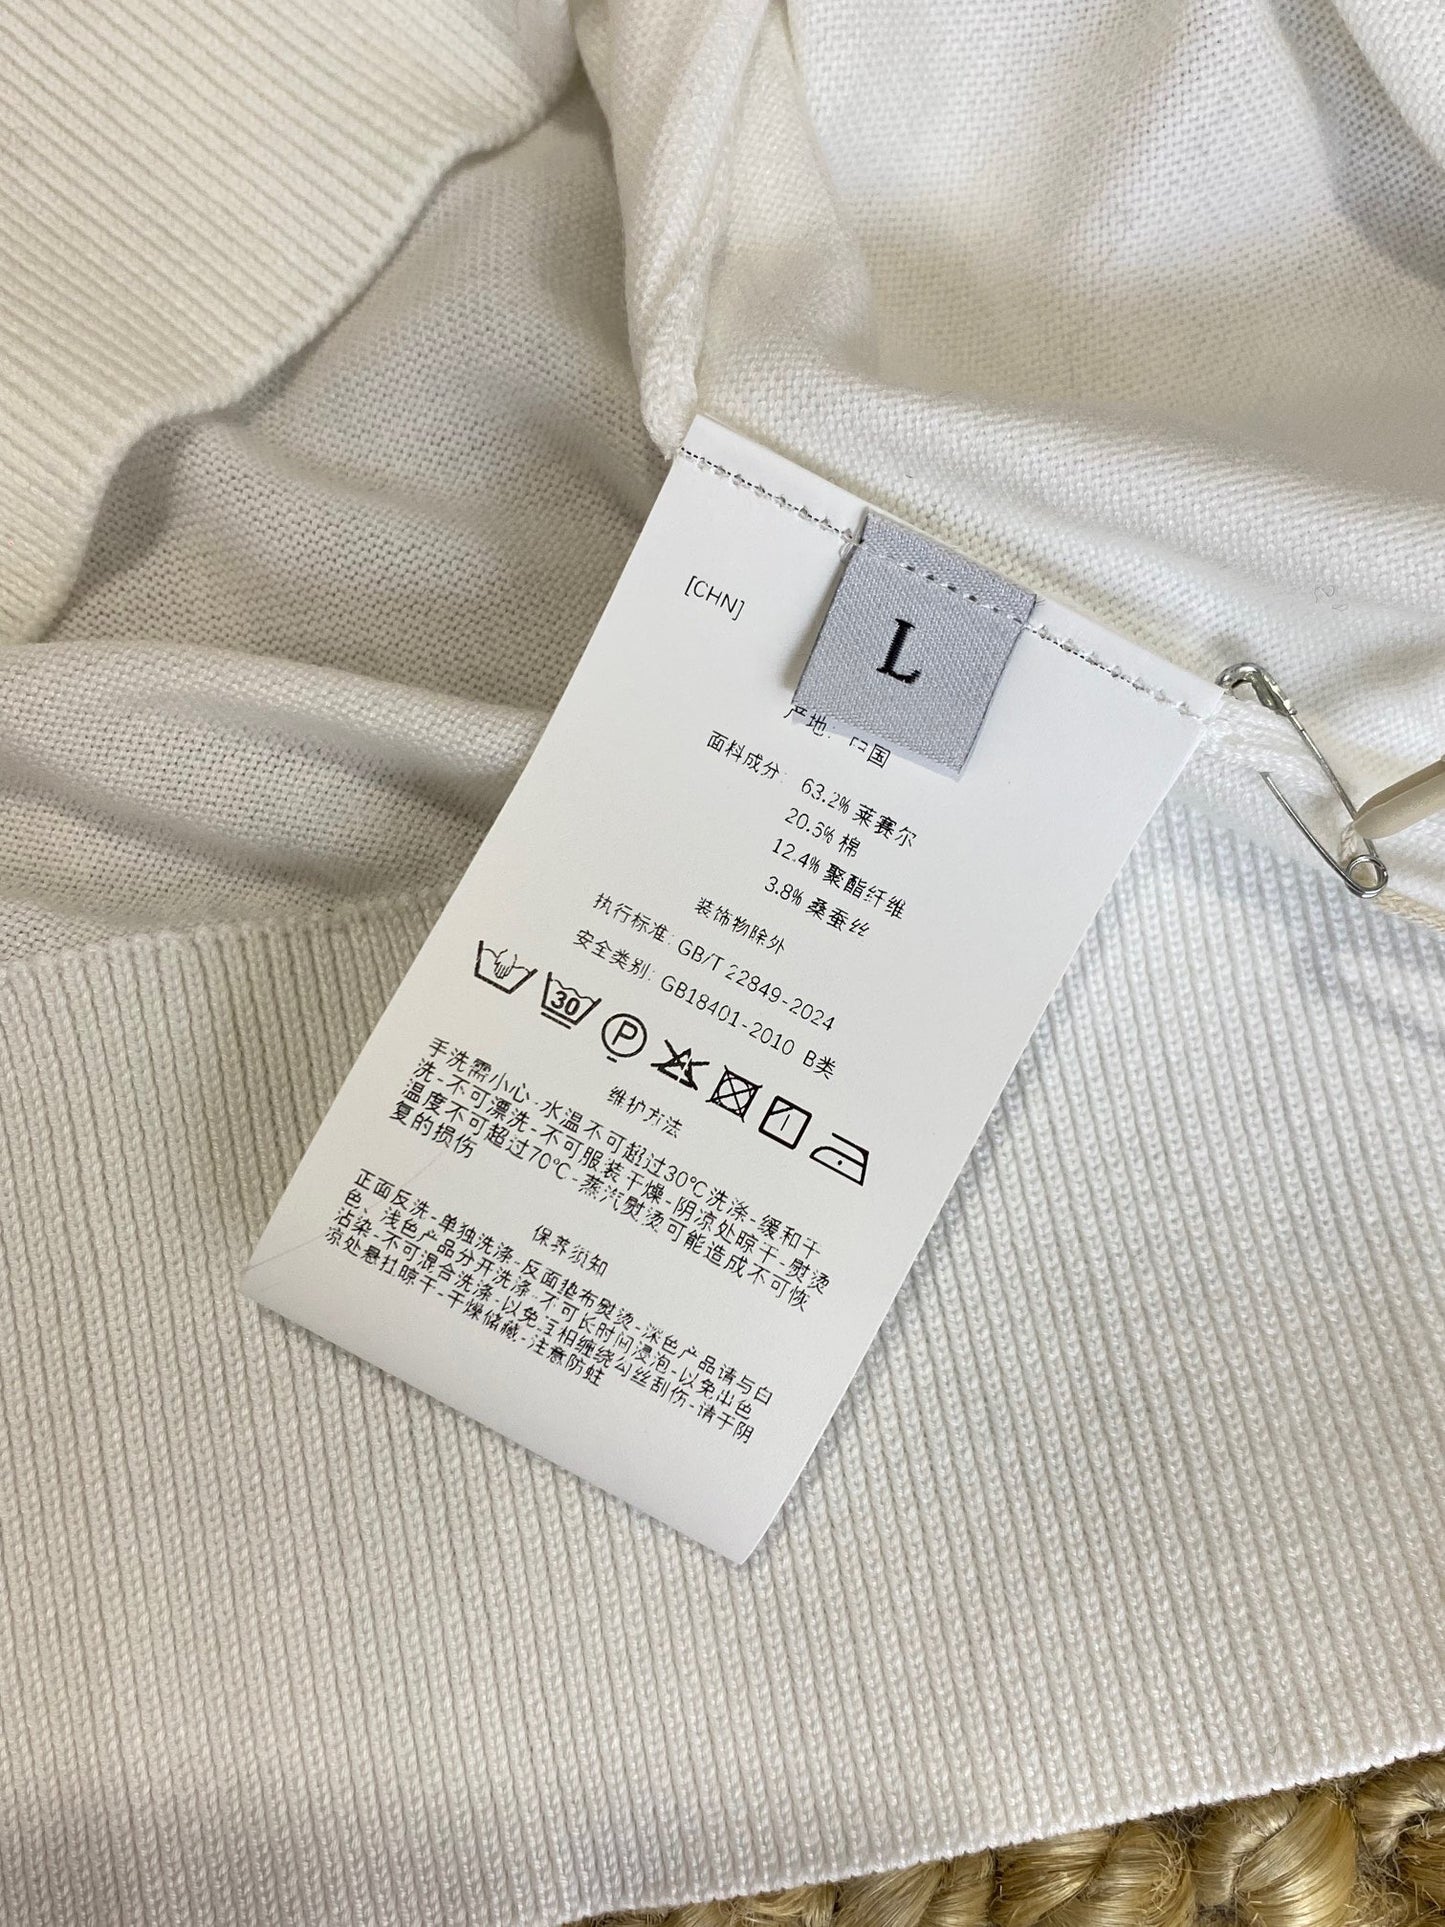 L
[CHN]
产地: 中国
面料成分: 63.2% 莱赛尔
20.6% 棉
12.4% 聚酯纤维
3.8% 桑蚕丝
装饰物除外
执行标准: GB/T 22849-2024
安全类别: GB18401-2010 B类
30
P
维护方法
手洗需小心-水温不可超过30℃洗涤-缓和干
洗-不可漂洗-不可服装干燥-阴凉处晾干-熨烫
温度不可超过70℃-蒸汽熨烫可能造成不可恢
复的损伤
保养须知
正面反洗-单独洗涤-反面垫布熨烫-深色产品请与白
色、浅色产品分开洗涤-不可长时间浸泡-以免出色
沾染-不可混合洗涤-以免互相缠绕勾丝刮伤-请于阴
凉处悬挂晾干-干燥储藏-注意防蛀